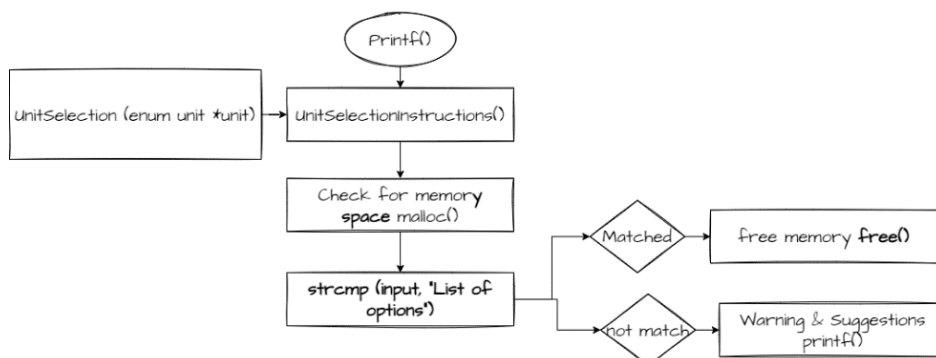 Printf()
UnitSelection (enum unit *unit)
UnitSelectionInstructions()
Check for memory
space malloc()
strcmp (input, "List of
options")
Matched
free memory free()
not match
Warning & Suggestions
printf()